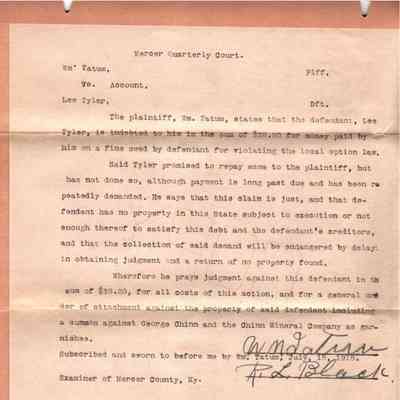 Mercer Quarterly Court.
Wm' Tatum, Plff.
Vs. Account.
Lee Tyler, Dft.
The plaintiff, Wm. Tatum, states that the defendant, Lee
Tyler, is indebted to him in the sum of for money paid by
him on a fine sued by defendant for violating the local option law.
Said Tyler promised to repay same to the plaintiff, but
has not done so, although payment is long past due and has been re
peatedly demanded. He says that this claim is just, and that de-
fendant has no property in this State subject to execution or not
enough thereof to satisfy this debt and the defendant's creditors,
and that the collection of said demand will be endangered by delay
in obtaining judgment and a return of no property found.
Wherefore he prays judgment against this defendant in th
sum of for all costs of this action, and for a general
der of attachment against the property of said defendant including
a summon against George Chinn and the Chinn Mineral Company as gar-
nishee.
Subscribed and sworn to before me by Wm. Tatum, July,
Wm Tatum
R. L. Black.
Examiner of Mercer County, Ky.